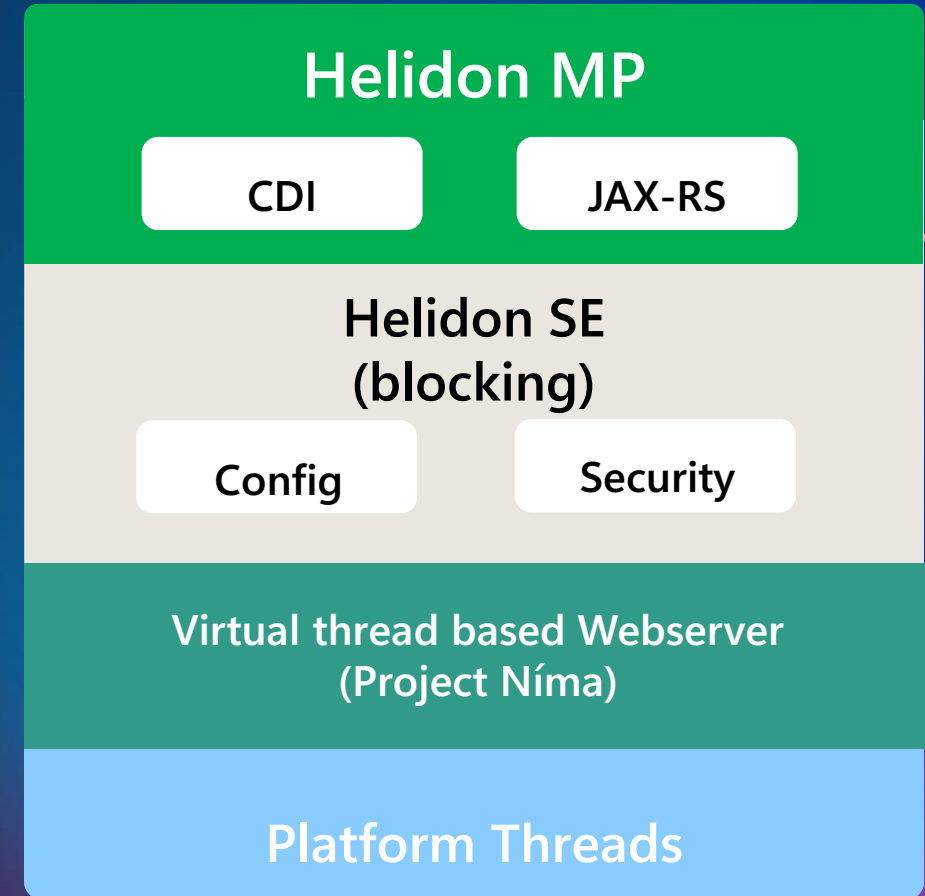 Helidon MP
CDI
JAX-RS
Helidon SE
(blocking)
Config
Security
Virtual thread based Webserver
(Project Níma)
Platform Threads